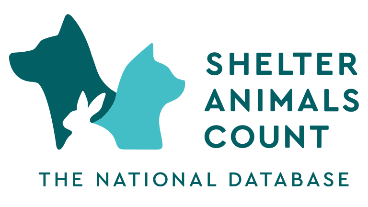 SHELTER
ANIMALS
COUNT
THE NATIONAL DATABASE